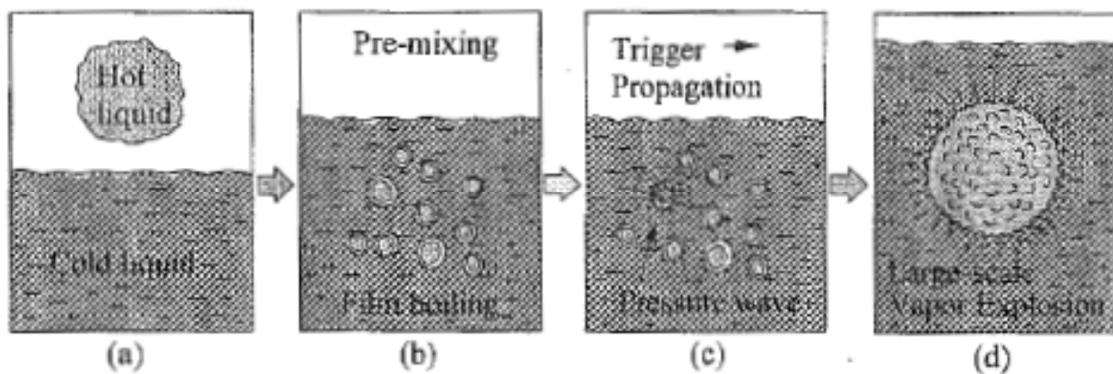 Hot
liquid
Cold liquid
(a)
Pre-mixing
Film boiling
(b)
Trigger
Propagation
Pressure wave
(c)
Large-scale
Vapor Explosion
(d)